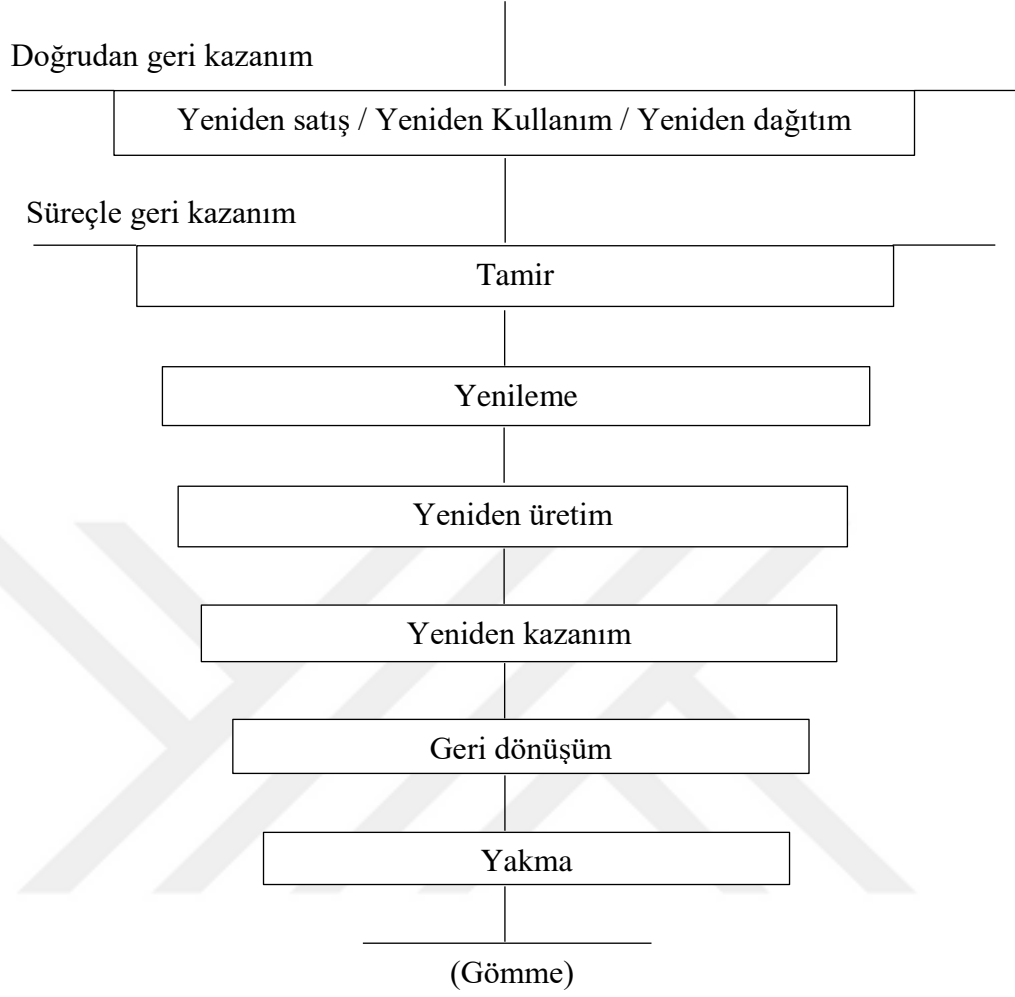 Doğrudan geri kazanım
Yeniden satış / Yeniden Kullanım / Yeniden dağıtım
Süreçle geri kazanım
Tamir
Yenileme
Yeniden üretim
Yeniden kazanım
Geri dönüşüm
Yakma
(Gömme)